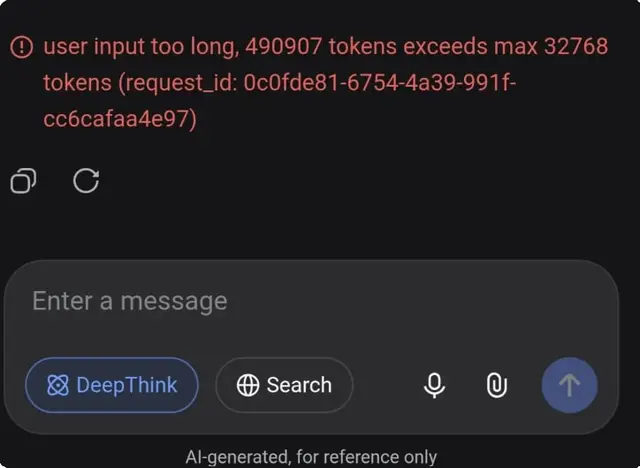 user input too long, 490907 tokens exceeds max 32768
tokens (request_id: 0c0fde81-6754-4a39-991f-
cc6cafaa4e97)
Enter a message
DeepThink
Search
AI-generated, for reference only